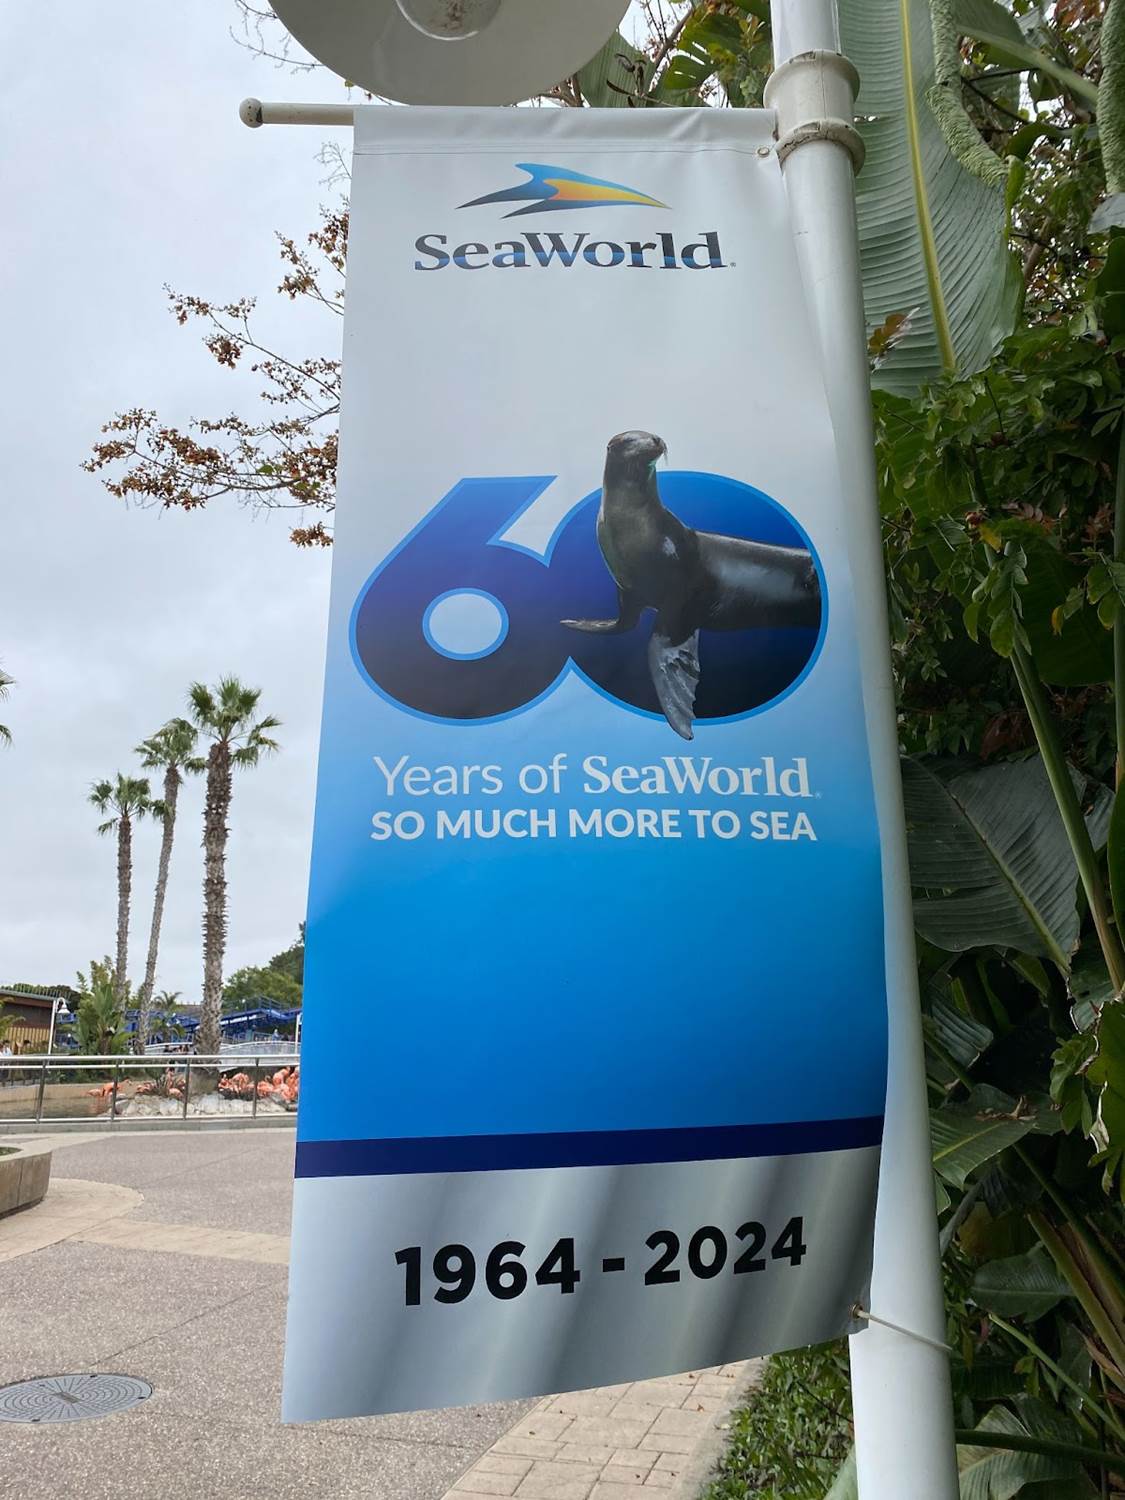 SeaWorld
60
Years of SeaWorld
SO MUCH MORE TO SEA
1964 - 2024